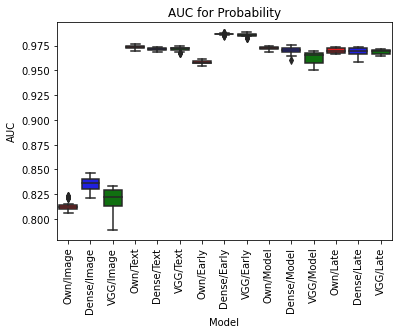 AUC for Probability
0.975
0.950
0.925
0.900
0.875
0.850
0.825
0.800
AUC
Own/Image
Dense/Image
VGG/Image
Own/Text
Dense/Text
VGG/Text
Own/Early
Dense/Early
VGG/Early
Own/Model
Dense/Model
VGG/Model
Own/Late
Dense/Late
VGG/Late
Model